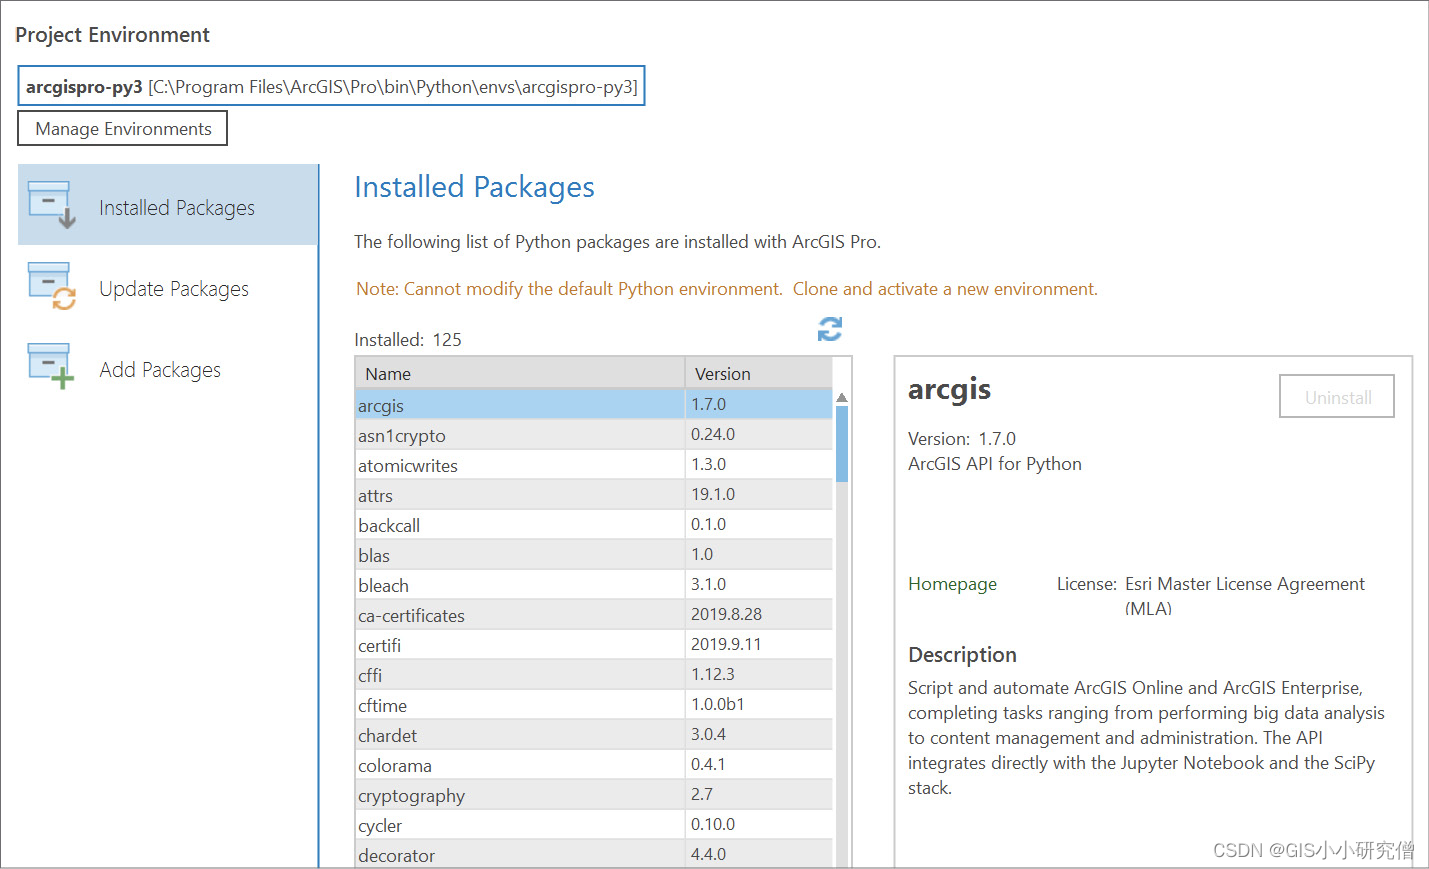 Project Environment
arcgispro-py3 [C:\Program Files\ArcGIS\Pro\bin\Python\envs\arcgispro-py3]
Manage Environments
Installed Packages
Update Packages
Add Packages
Installed Packages
The following list of Python packages are installed with ArcGIS Pro.
Note: Cannot modify the default Python environment.  Clone and activate a new environment.
Installed: 125
Name Version
arcgis 1.7.0
asn1crypto 0.24.0
atomicwrites 1.3.0
attrs 19.1.0
backcall 0.1.0
blas 1.0
bleach 3.1.0
ca-certificates 2019.8.28
certifi 2019.9.11
cffi 1.12.3
cftime 1.0.0b1
chardet 3.0.4
colorama 0.4.1
cryptography 2.7
cycler 0.10.0
decorator 4.4.0
arcgis
Uninstall
Version: 1.7.0
ArcGIS API for Python
Homepage License: Esri Master License Agreement
(MLA)
Description
Script and automate ArcGIS Online and ArcGIS Enterprise,
completing tasks ranging from performing big data analysis
to content management and administration. The API
integrates directly with the Jupyter Notebook and the SciPy
stack.
CSDN @GIS小小研究僧